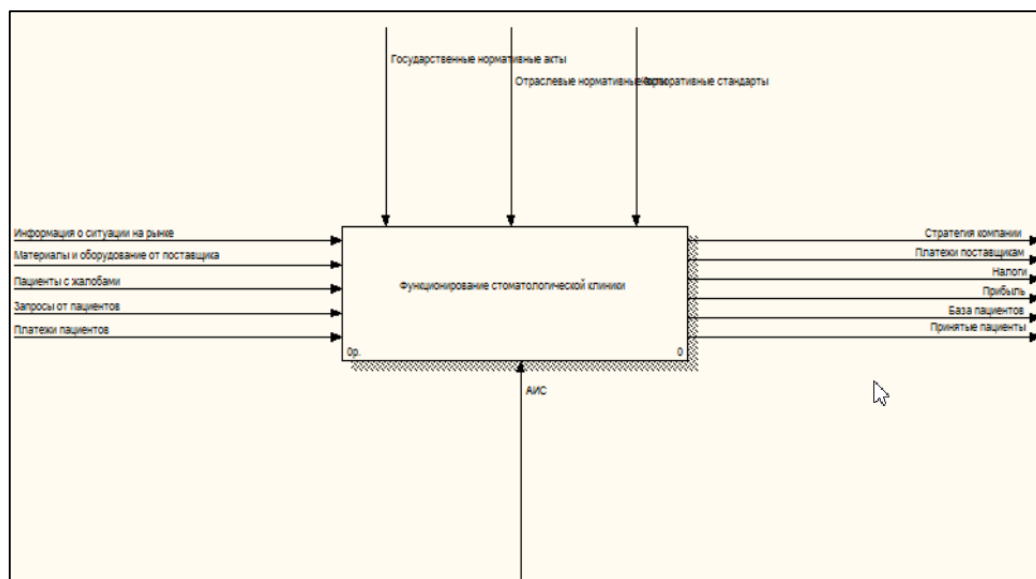 Государственные нормативные акты
Отраслевые нормативные акты
Корпоративные стандарты
Информация о ситуации на рынке
Материалы и оборудование от поставщика
Пациенты с жалобами
Запросы от пациентов
Платежи пациентов
Функционирование стоматологической клиники
0р.
0
Стратегия компании
Платежи поставщикам
Налоги
Прибыль
База пациентов
Принятые пациенты
АИС